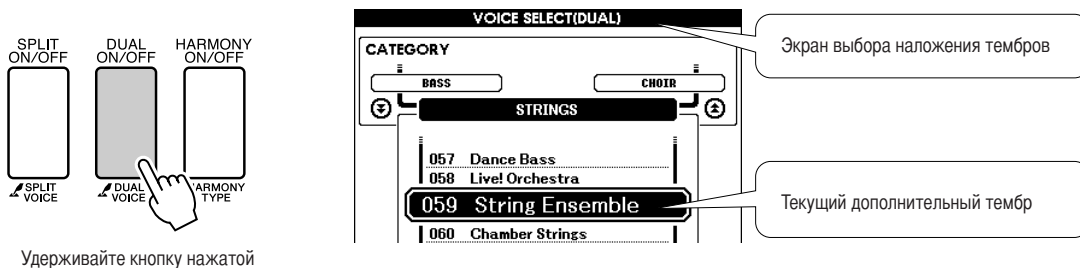 SPLIT
ON/OFF
DUAL
ON/OFF
HARMONY
ON/OFF
SPLIT
VOICE
DUAL
VOICE
ARMONY
TYPE
Удерживайте кнопку нажатой
VOICE SELECT(DUAL)
CATEGORY
BASS
CHOIR
STRINGS
057 Dance Bass
058 Live! Orchestra
059 String Ensemble
060 Chamber Strings
Экран выбора наложения тембров
Текущий дополнительный тембр